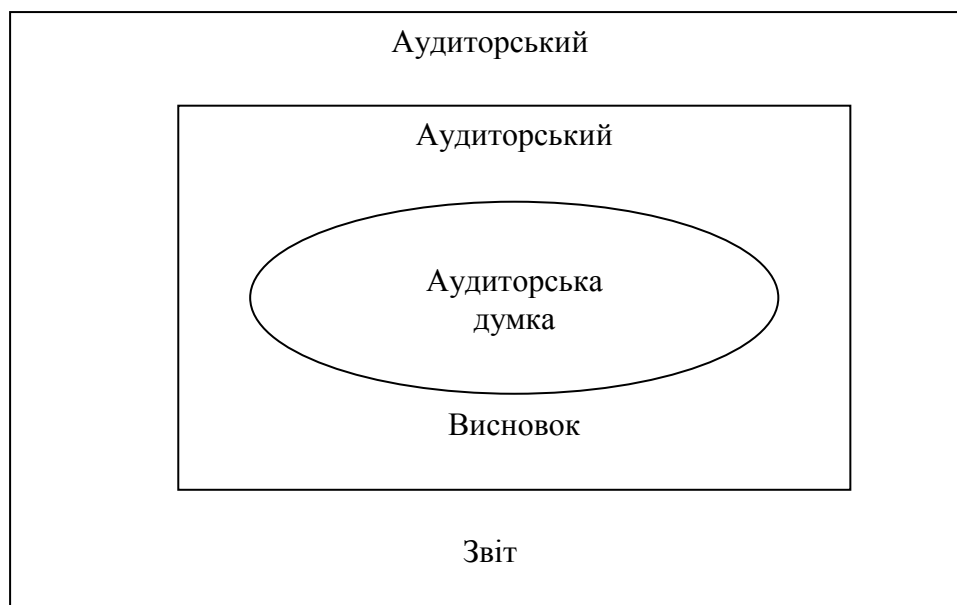 Аудиторський
Аудиторський
Аудиторська
думка
Висновок
Звіт